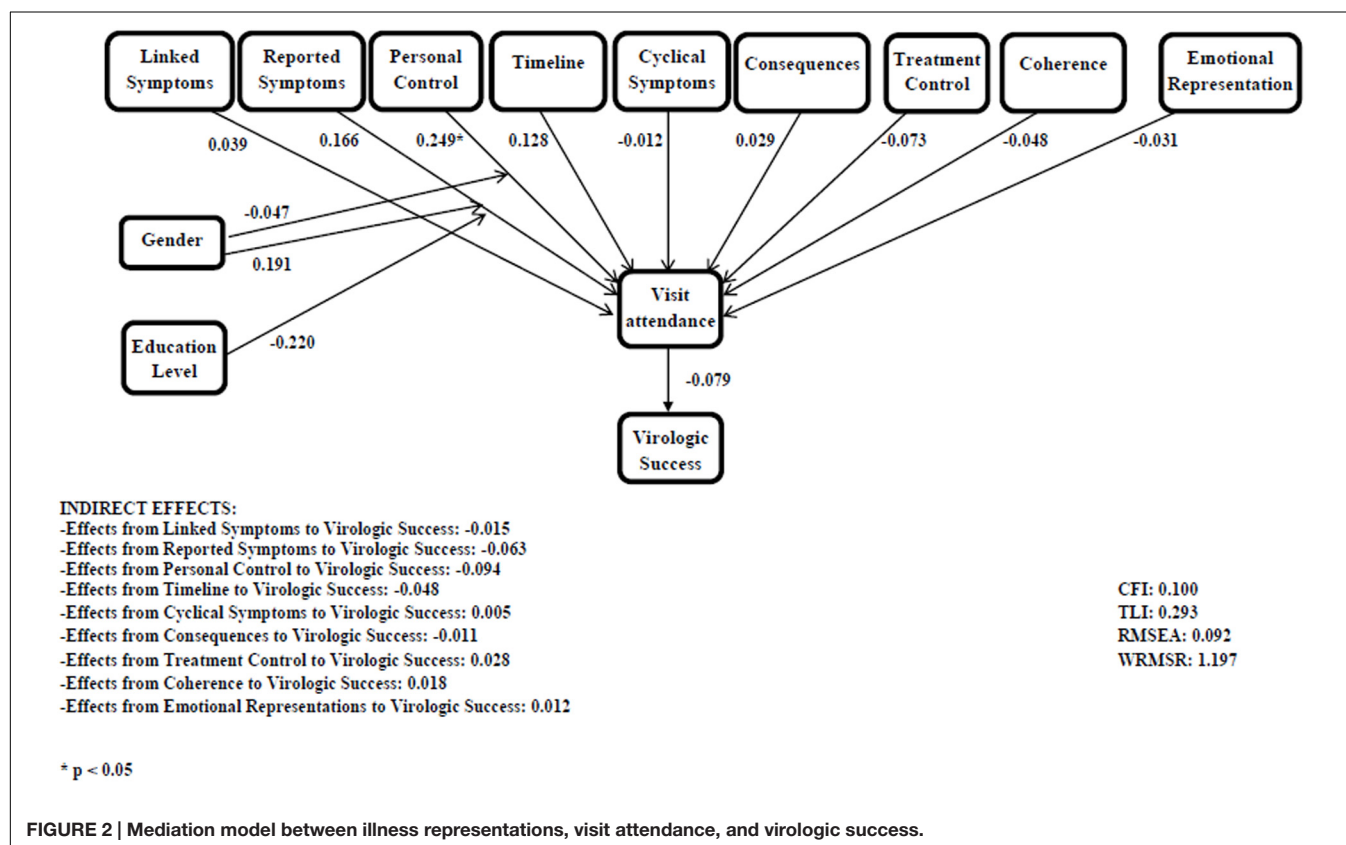 Linked
Symptoms
Reported
Symptoms
Personal
Control
Timeline
Cyclical
Symptoms
Consequences
Treatment
Control
Coherence
Emotional
Representation
0.039
0.166
0.249*
0.128
-0.012
0.029
-0.073
-0.048
-0.031
Gender
-0.047
0.191
Education
Level
-0.220
Visit
attendance
-0.079
Virologic
Success
INDIRECT EFFECTS:
-Effects from Linked Symptoms to Virologic Success: -0.015
-Effects from Reported Symptoms to Virologic Success: -0.063
-Effects from Personal Control to Virologic Success: -0.094
-Effects from Timeline to Virologic Success: -0.048
-Effects from Cyclical Symptoms to Virologic Success: 0.005
-Effects from Consequences to Virologic Success: -0.011
-Effects from Treatment Control to Virologic Success: 0.028
-Effects from Coherence to Virologic Success: 0.018
-Effects from Emotional Representations to Virologic Success: 0.012
CFI: 0.100
TLI: 0.293
RMSEA: 0.092
WRMSR: 1.197
* p < 0.05
FIGURE 2 | Mediation model between illness representations, visit attendance, and virologic success.